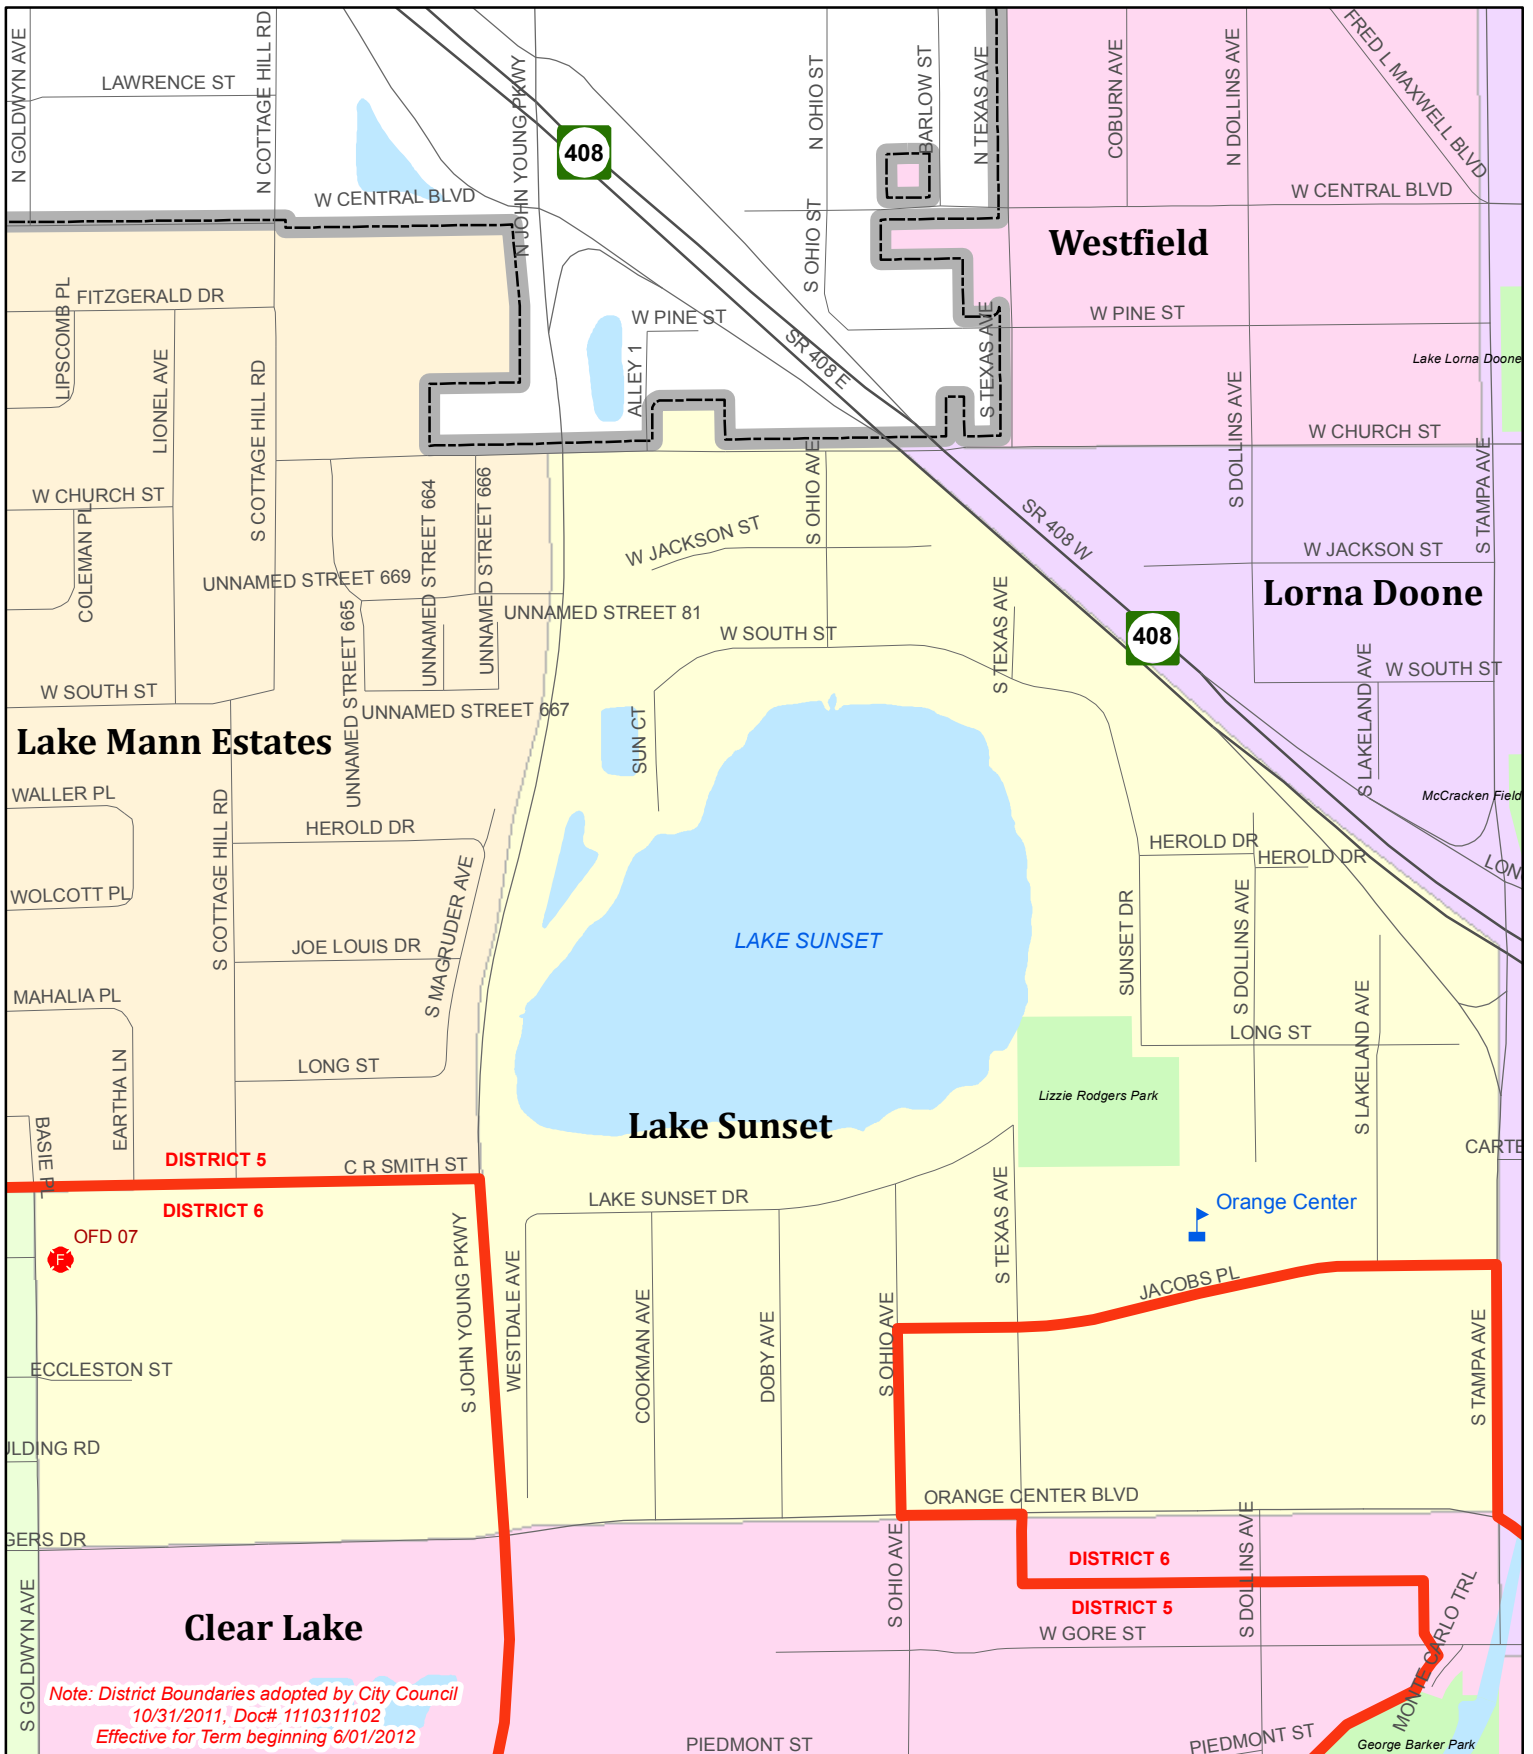 N GOLDWYN AVE
LAWRENCE ST
N COTTAGE HILL RD
N JOHN YOUNG PKWY
408
N OHIO ST
BARLOW ST
N TEXAS AVE
COBURN AVE
N DOLLINS AVE
FRED L MAXWELL BLVD
W CENTRAL BLVD
W CENTRAL BLVD
S OHIO ST
Westfield
LIPSCOMB PL
FITZGERALD DR
W PINE ST
W PINE ST
SR 408 E
S TEXAS AVE
Lake Lorna Doone
LIONEL AVE
S COTTAGE HILL RD
ALLEY 1
S DOLLINS AVE
W CHURCH ST
S TAMPA AVE
W CHURCH ST
COLEMAN PL
UNNAMED STREET 664
UNNAMED STREET 666
S OHIO AVE
W JACKSON ST
SR 408 W
W JACKSON ST
UNNAMED STREET 669
UNNAMED STREET 81
Lorna Doone
UNNAMED STREET 665
W SOUTH ST
S TEXAS AVE
408
S LAKELAND AVE
W SOUTH ST
W SOUTH ST
UNNAMED STREET 667
Lake Mann Estates
SUN CT
WALLER PL
McCracken Field
HEROLD DR
HEROLD DR
HEROLD DR
LON
WOLCOTT PL
S COTTAGE HILL RD
S MAGRUDER AVE
JOE LOUIS DR
LAKE SUNSET
SUNSET DR
S DOLLINS AVE
MAHALIA PL
S LAKELAND AVE
LONG ST
EARTHA LN
LONG ST
Lizzie Rodgers Park
Lake Sunset
BASIE PL
DISTRICT 5
C R SMITH ST
CARTE
DISTRICT 6
LAKE SUNSET DR
S TEXAS AVE
Orange Center
OFD 07
F
S JOHN YOUNG PKWY
WESTDALE AVE
COOKMAN AVE
DOBY AVE
S OHIO AVE
JACOBS PL
S TAMPA AVE
ECCLESTON ST
ULDING RD
ORANGE CENTER BLVD
GERS DR
S OHIO AVE
S DOLLINS AVE
DISTRICT 6
DISTRICT 5
S GOLDWYN AVE
Clear Lake
W GORE ST
MONTE CARLO TRL
Note: District Boundaries adopted by City Council
10/31/2011, Doc# 1110311102
Effective for Term beginning 6/01/2012
PIEDMONT ST
PIEDMONT ST
George Barker Park